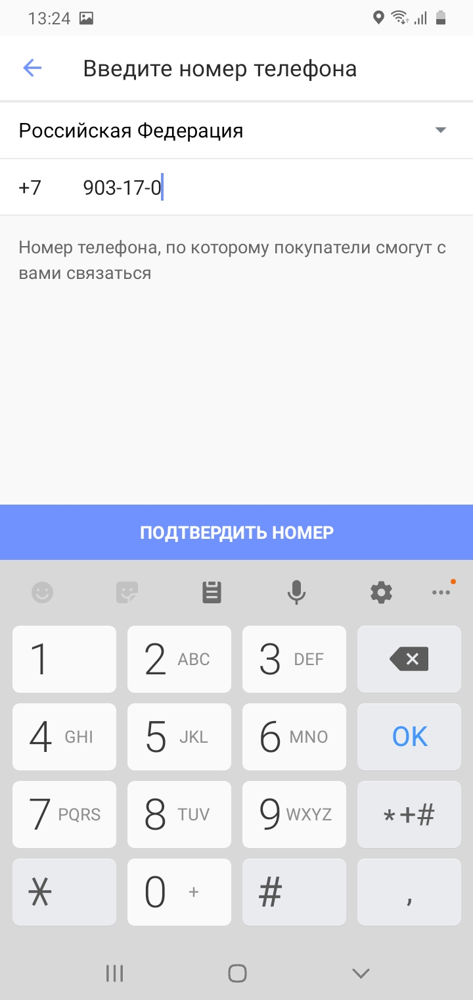 13:24
Введите номер телефона
Российская Федерация
+7 903-17-0
Номер телефона, по которому покупатели смогут с
вами связаться
ПОДТВЕРДИТЬ НОМЕР
1 2 ABC 3 DEF
4 GHI 5 JKL 6 MNO OK
7 PQRS 8 TUV 9 WXYZ *+#
* 0 + # ,